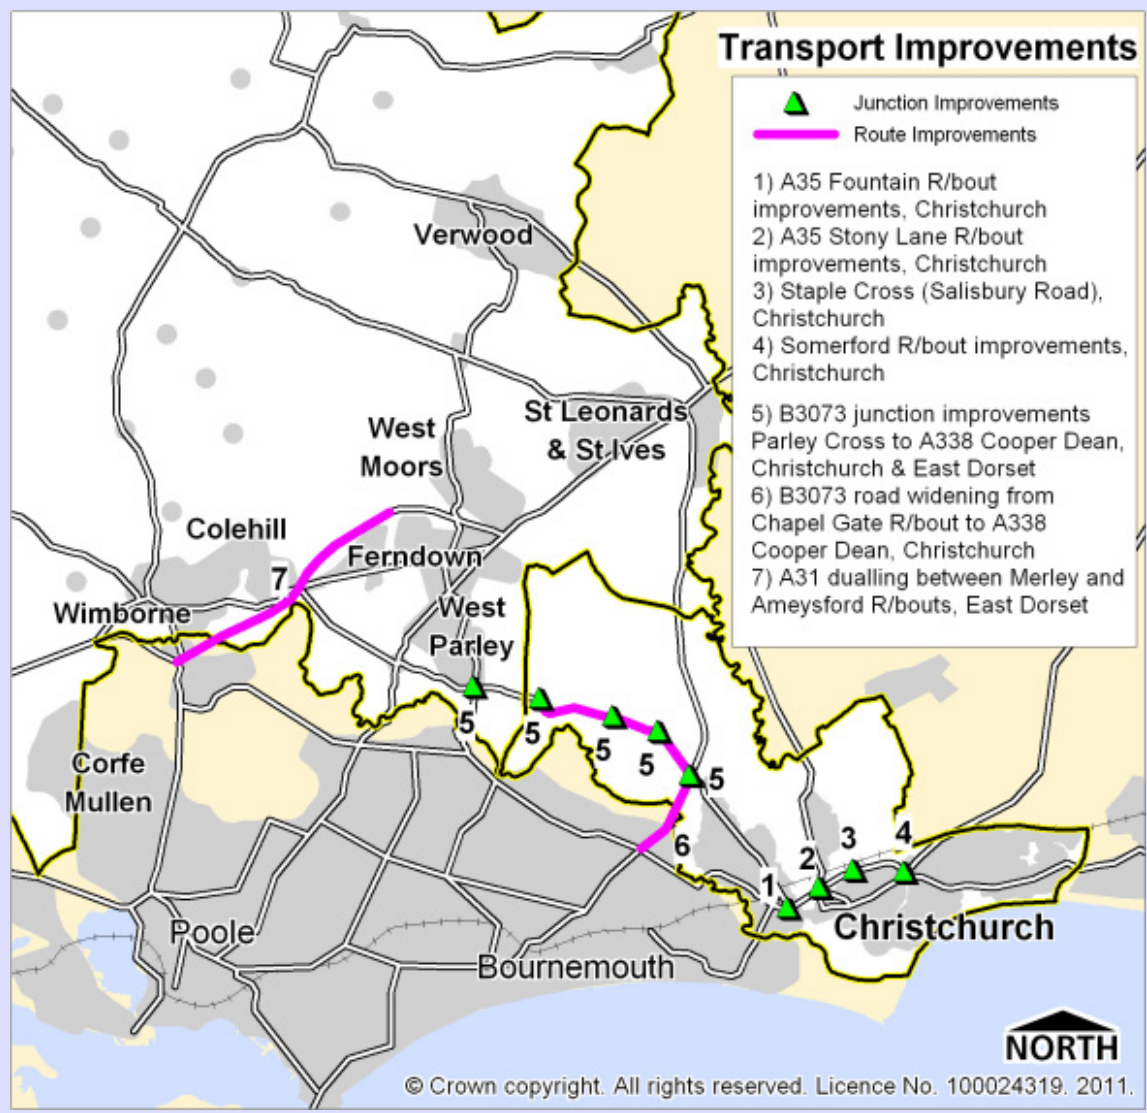 Transport Improvements
Junction Improvements
Route Improvements
1) A35 Fountain R/bout
improvements, Christchurch
2) A35 Stony Lane R/bout
improvements, Christchurch
3) Staple Cross (Salisbury Road),
Christchurch
4) Somerford R/bout improvements,
Christchurch
5) B3073 junction improvements
Parley Cross to A338 Cooper Dean,
Christchurch & East Dorset
6) B3073 road widening from
Chapel Gate R/bout to A338
Cooper Dean, Christchurch
7) A31 dualling between Merley and
Ameysford R/bouts, East Dorset
Verwood
St Leonards
& St Ives
West
Moors
Colehill
Ferndown
7
Wimborne
West
Parley
5
5
5
5
5
Corfe
Mullen
6
1
2
3
4
Christchurch
Poole
Bournemouth
NORTH
© Crown copyright. All rights reserved. Licence No. 100024319. 2011.